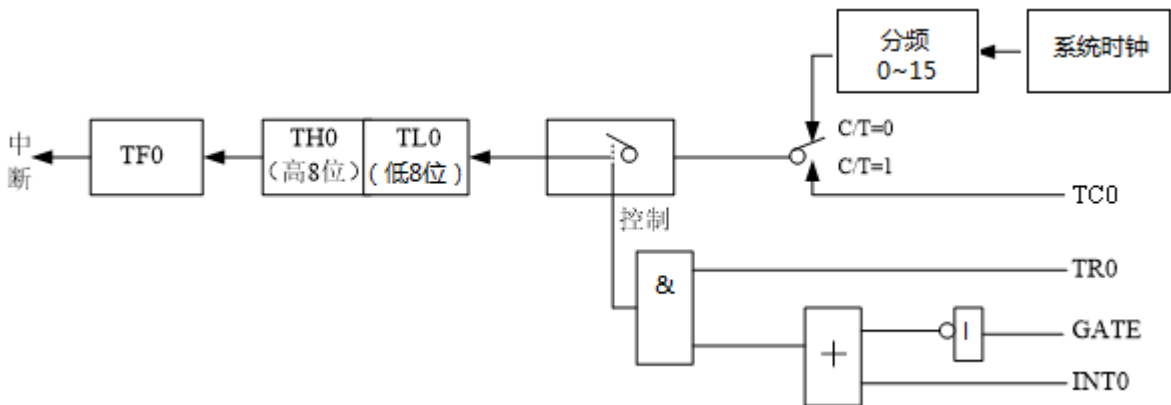 分频
0~15
系统时钟
C/T=0
C/T=1
TC0
中
断
TF0
TH0
(高8位)
TL0
(低8位)
控制
&
TR0
+
1
GATE
INT0